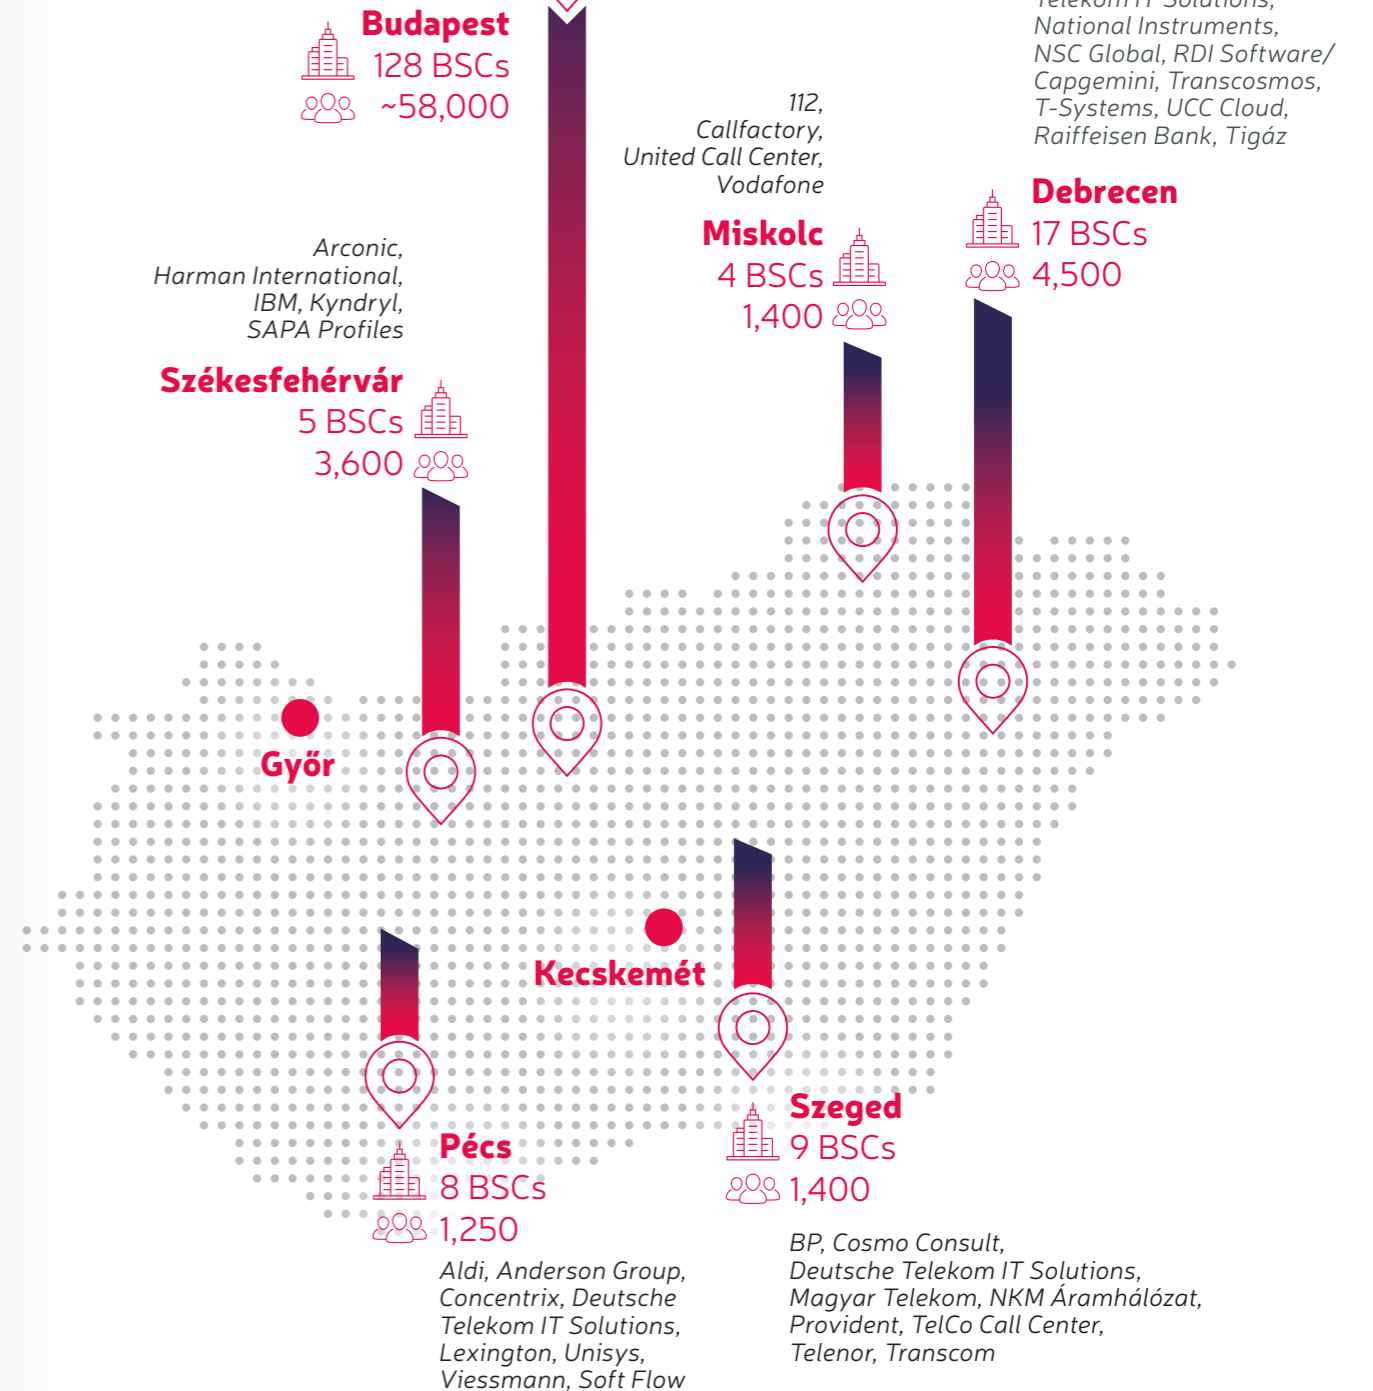 Budapest
128 BSCs
~58,000
Telekom IT Solutions,
National Instruments,
NSC Global, RDI Software/
Capgemini, Transcosmos,
T-Systems, UCC Cloud,
Raiffeisen Bank, Tigáz
Debrecen
17 BSCs
4,500
112,
Callfactory,
United Call Center,
Vodafone
Miskolc
4 BSCs
1,400
Arconic,
Harman International,
IBM, Kyndryl,
SAPA Profiles
Székesfehérvár
5 BSCs
3,600
Győr
Kecskemét
Pécs
8 BSCs
1,250
Aldi, Anderson Group,
Concentrix, Deutsche
Telekom IT Solutions,
Lexington, Unisys,
Viessmann, Soft Flow
Szeged
9 BSCs
1,400
BP, Cosmo Consult,
Deutsche Telekom IT Solutions,
Magyar Telekom, NKM Áramhálózat,
Provident, TelCo Call Center,
Telenor, Transcom